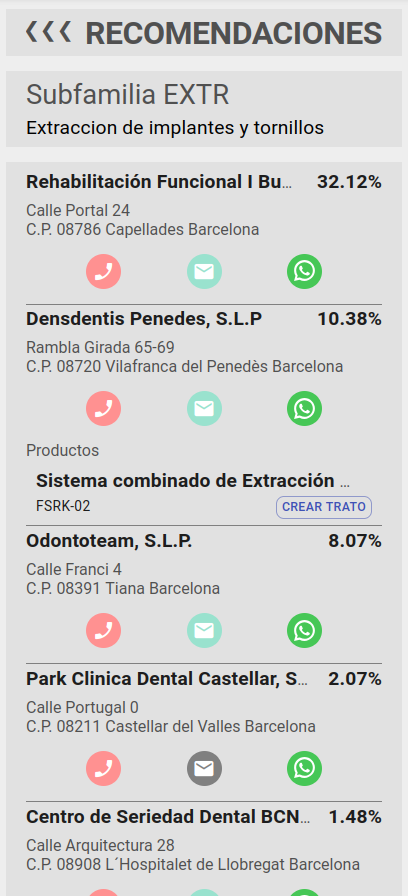 ❮❮❮ RECOMENDACIONES
Subfamilia EXTR
Extraccion de implantes y tornillos
Rehabilitación Funcional I Bu... 32.12%
Calle Portal 24
C.P. 08786 Capellades Barcelona
Densdentis Penedes, S.L.P 10.38%
Rambla Girada 65-69
C.P. 08720 Vilafranca del Penedès Barcelona
Productos
Sistema combinado de Extracción ...
FSRK-02 CREAR TRATO
Odontoteam, S.L.P. 8.07%
Calle Franci 4
C.P. 08391 Tiana Barcelona
Park Clinica Dental Castellar, S... 2.07%
Calle Portugal 0
C.P. 08211 Castellar del Valles Barcelona
Centro de Seriedad Dental BCN... 1.48%
Calle Arquitectura 28
C.P. 08908 L´Hospitalet de Llobregat Barcelona